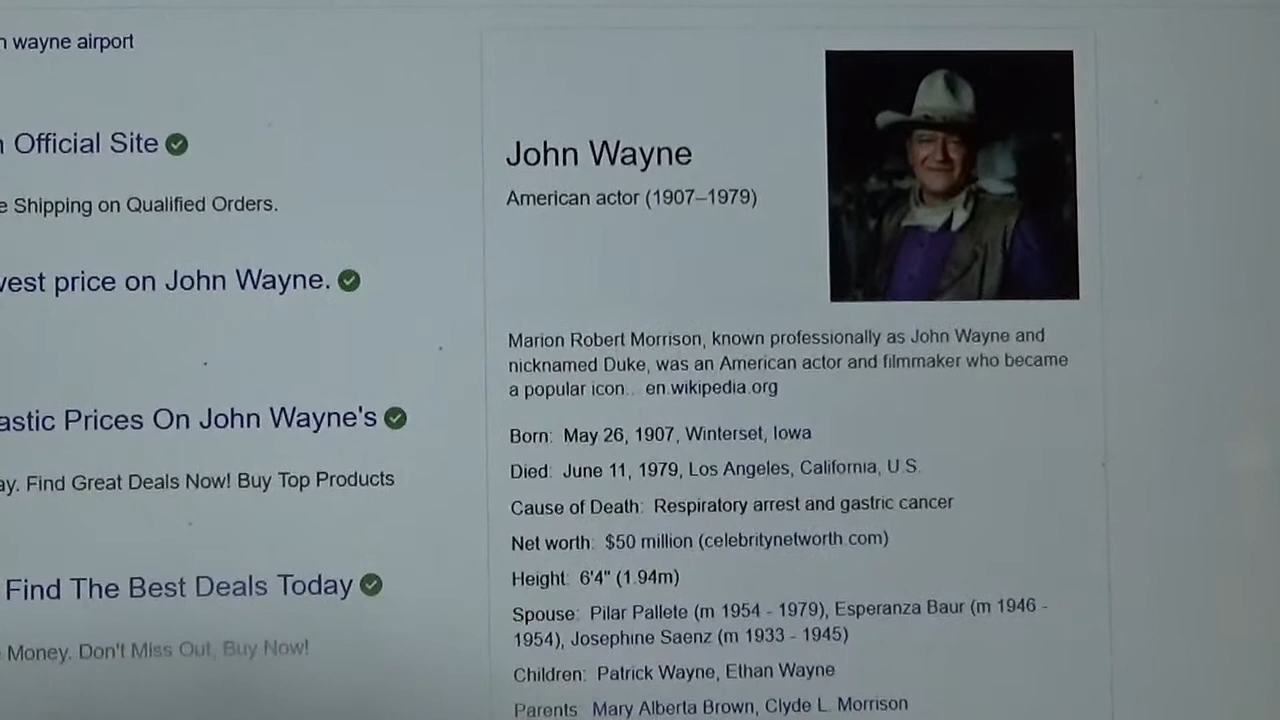 wayne airport
Official Site
Shipping on Qualified Orders.
price on John Wayne.
Prices On John Wayne's
Find Great Deals Now! Buy Top Products
Find The Best Deals Today
Money. Don't Miss Out, Buy Now!
John Wayne
American actor (1907–1979)
Marion Robert Morrison, known professionally as John Wayne and
nicknamed Duke, was an American actor and filmmaker who became
a popular icon... en.wikipedia.org
Born: May 26, 1907, Winterset, Iowa
Died: June 11, 1979, Los Angeles, California, U.S.
Cause of Death: Respiratory arrest and gastric cancer
Net worth: $50 million (celebritynetworth.com)
Height: 6'4" (1.94m)
Spouse: Pilar Pallete (m 1954 - 1979), Esperanza Baur (m 1946 -
1954), Josephine Saenz (m 1933 - 1945)
Children: Patrick Wayne, Ethan Wayne
Parents: Mary Alberta Brown, Clyde L. Morrison